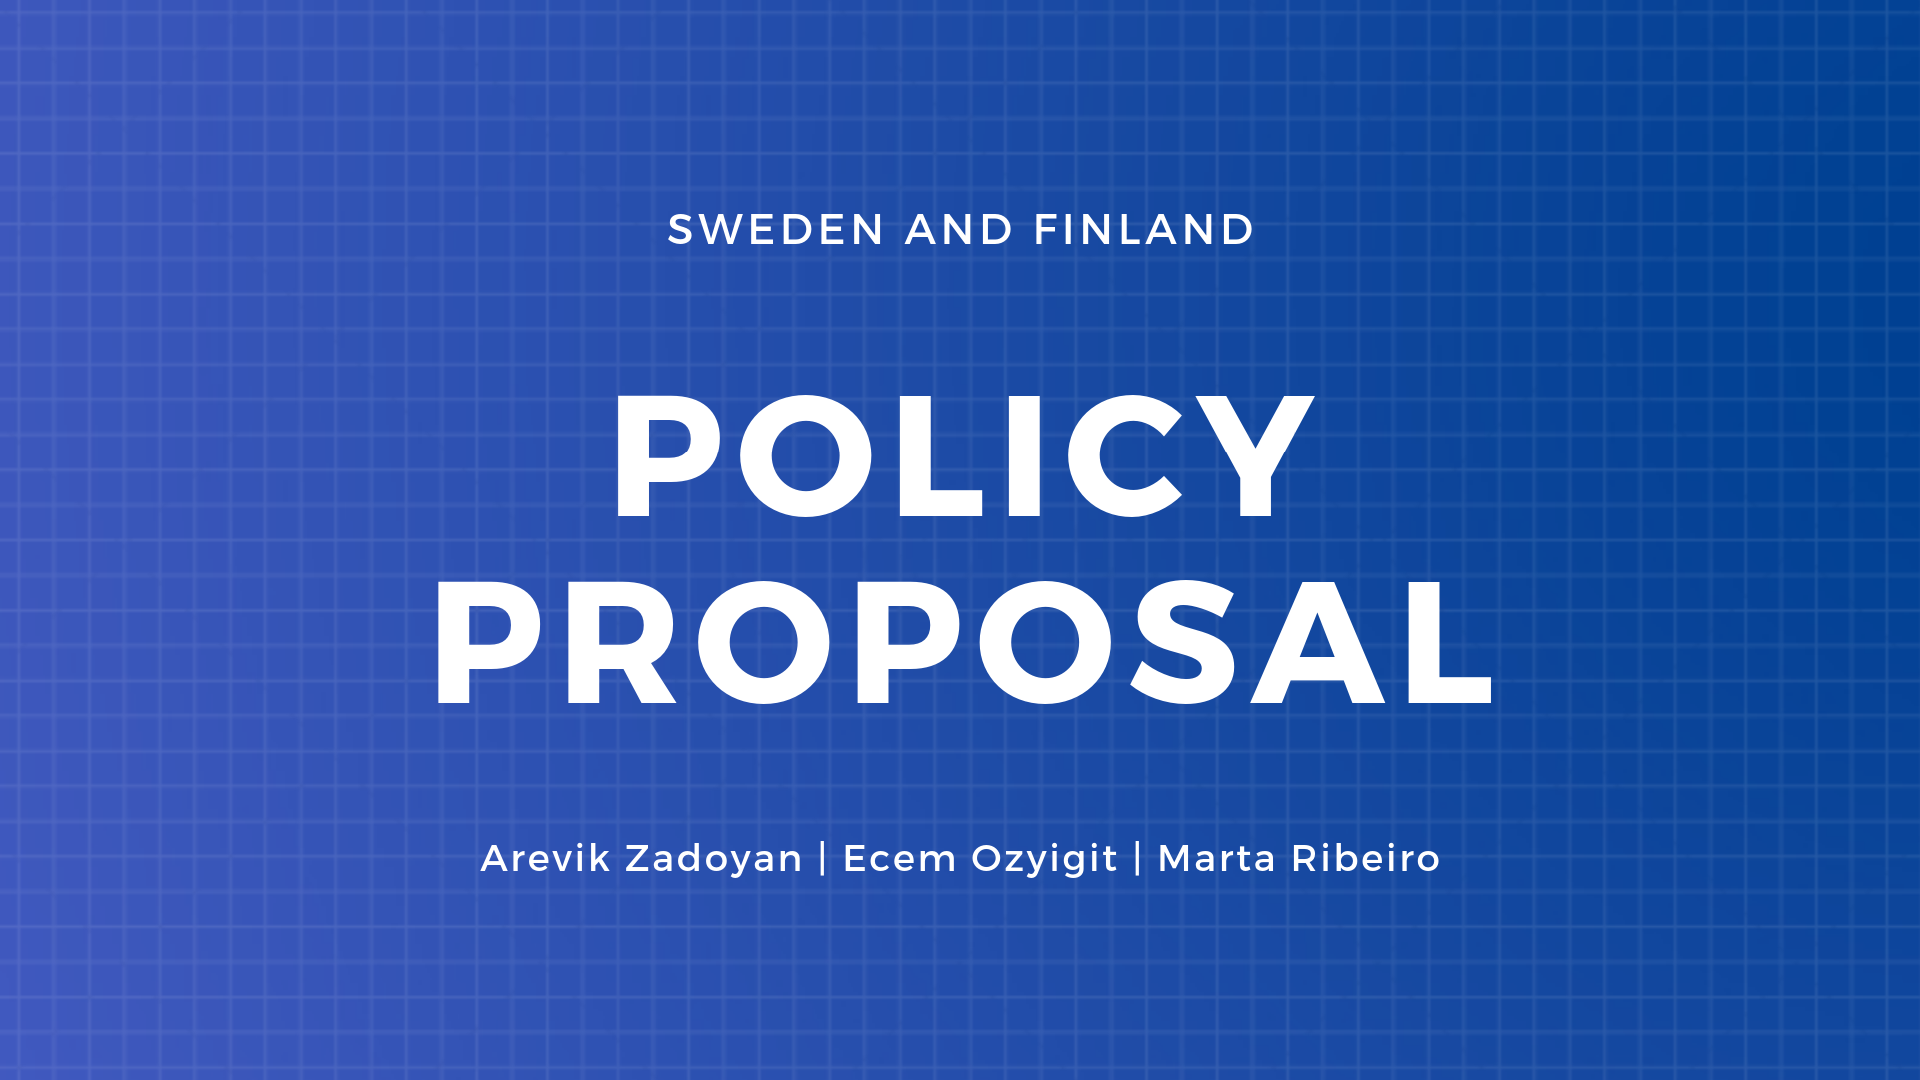 SWEDEN AND FINLAND
POLICY
PROPOSAL
Arevik Zadoyan | Ecem Ozyigit | Marta Ribeiro